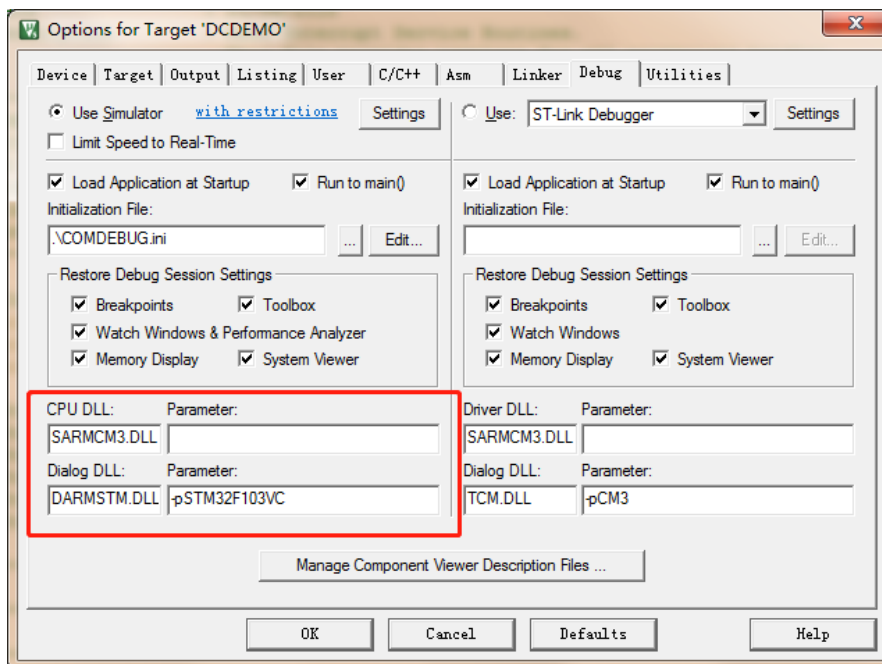 Options for Target 'DCDEMO'
Device Target Output Listing User C/C++ Asm Linker Debug Utilities
Use Simulator with restrictions Settings
Limit Speed to Real-Time
Use: ST-Link Debugger Settings
Load Application at Startup Run to main()
Initialization File:
.\COMDEBUG.ini ... Edit...
Restore Debug Session Settings
Breakpoints Toolbox
Watch Windows & Performance Analyzer
Memory Display System Viewer
Load Application at Startup Run to main()
Initialization File:
... Edit...
Restore Debug Session Settings
Breakpoints Toolbox
Watch Windows
Memory Display System Viewer
CPU DLL: Parameter:
SARMCM3.DLL
Dialog DLL: Parameter:
DARMSTM.DLL -pSTM32F103VC
Driver DLL: Parameter:
SARMCM3.DLL
Dialog DLL: Parameter:
TCM.DLL -pCM3
Manage Component Viewer Description Files ...
OK Cancel Defaults Help